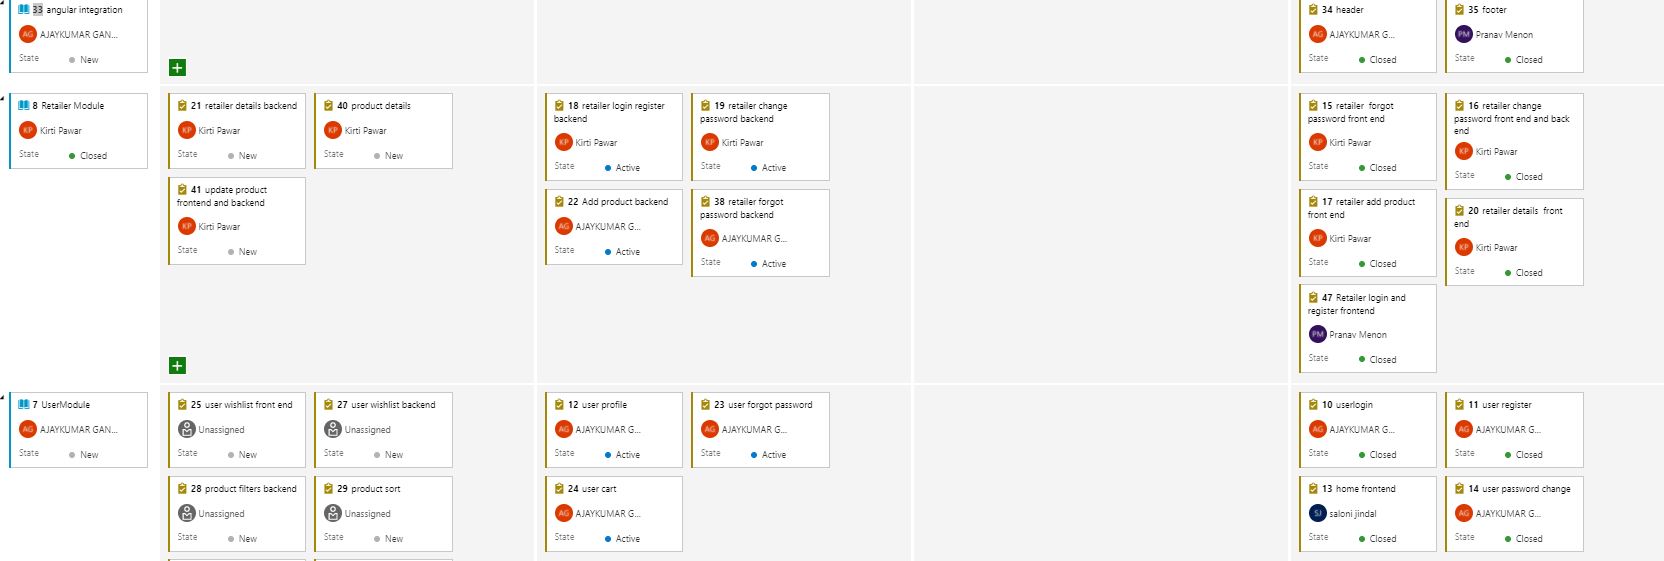 33 angular integration
AG AJAYKUMAR GAN...
State New
34 header
AG AJAYKUMAR G...
State Closed
35 footer
PM Pranav Menon
State Closed
8 Retailer Module
KP Kirti Pawar
State Closed
21 retailer details backend
KP Kirti Pawar
State New
40 product details
KP Kirti Pawar
State New
41 update product
frontend and backend
KP Kirti Pawar
State New
18 retailer login register
backend
KP Kirti Pawar
State Active
19 retailer change
password backend
KP Kirti Pawar
State Active
22 Add product backend
AG AJAYKUMAR G...
State Active
38 retailer forgot
password backend
AG AJAYKUMAR G...
State Active
15 retailer forgot
password front end
KP Kirti Pawar
State Closed
16 retailer change
password front end and back
end
KP Kirti Pawar
State Closed
17 retailer add product
front end
KP Kirti Pawar
State Closed
20 retailer details front
end
KP Kirti Pawar
State Closed
47 Retailer login and
register frontend
PM Pranav Menon
State Closed
7 UserModule
AG AJAYKUMAR GAN...
State New
25 user wishlist front end
Unassigned
State New
27 user wishlist backend
Unassigned
State New
28 product filters backend
Unassigned
State New
29 product sort
Unassigned
State New
12 user profile
AG AJAYKUMAR G...
State Active
23 user forgot password
AG AJAYKUMAR G...
State Active
24 user cart
AG AJAYKUMAR G...
State Active
10 userlogin
AG AJAYKUMAR G...
State Closed
11 user register
AG AJAYKUMAR G...
State Closed
13 home frontend
SJ saloni jindal
State Closed
14 user password change
AG AJAYKUMAR G...
State Closed